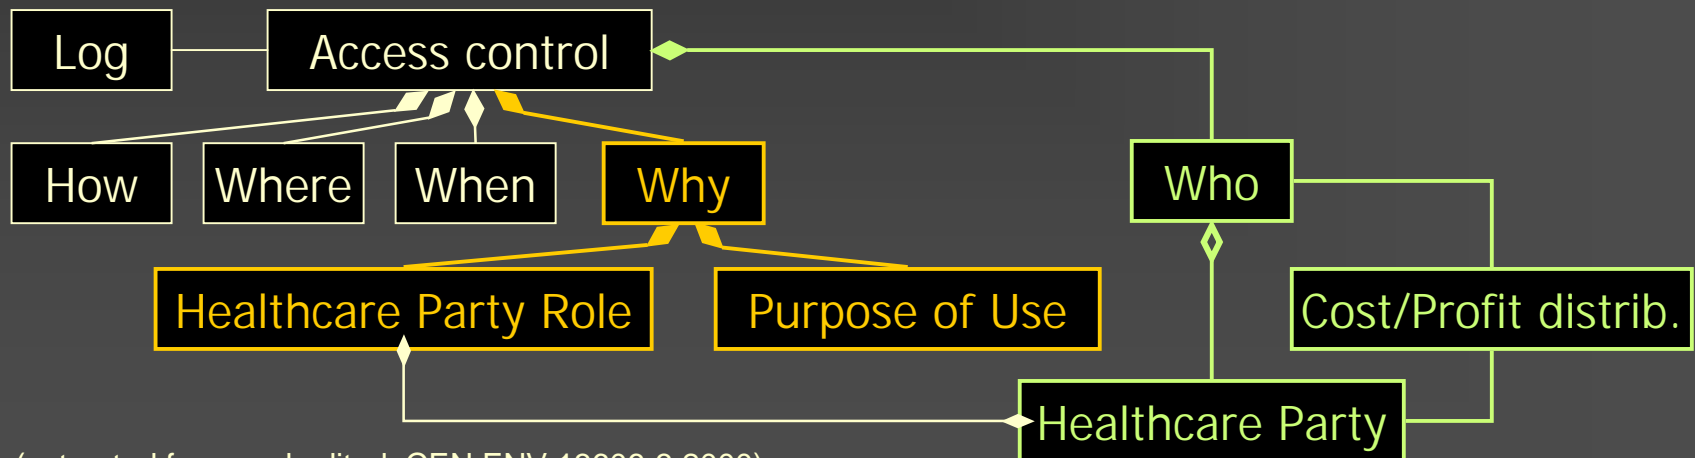 Log
Access control
How
Where
When
Why
Who
Healthcare Party Role
Purpose of Use
Cost/Profit distrib.
Healthcare Party